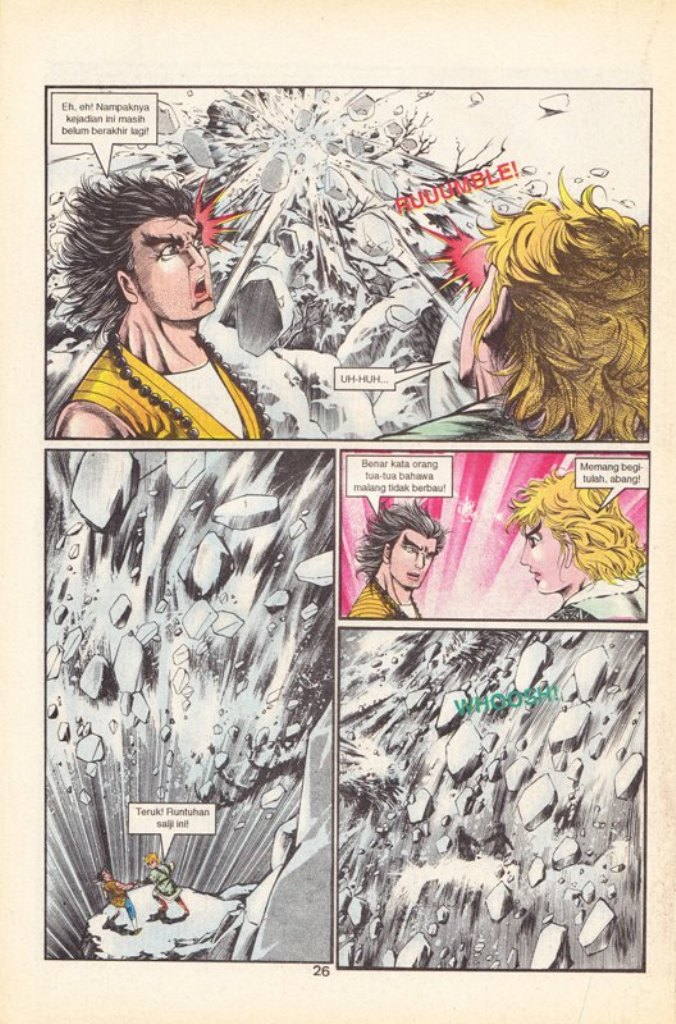 Eh, eh! Nampaknya
kejadian ini masih
belum berakhir lagi!
RUUUMBLE!
UH-HUH...
Benar kata orang
tua-tua bahawa
malang tidak berbau!
Memang begi-
tulah, abang!
Teruk! Runtuhan
salji ini!
WHOOSH!
26